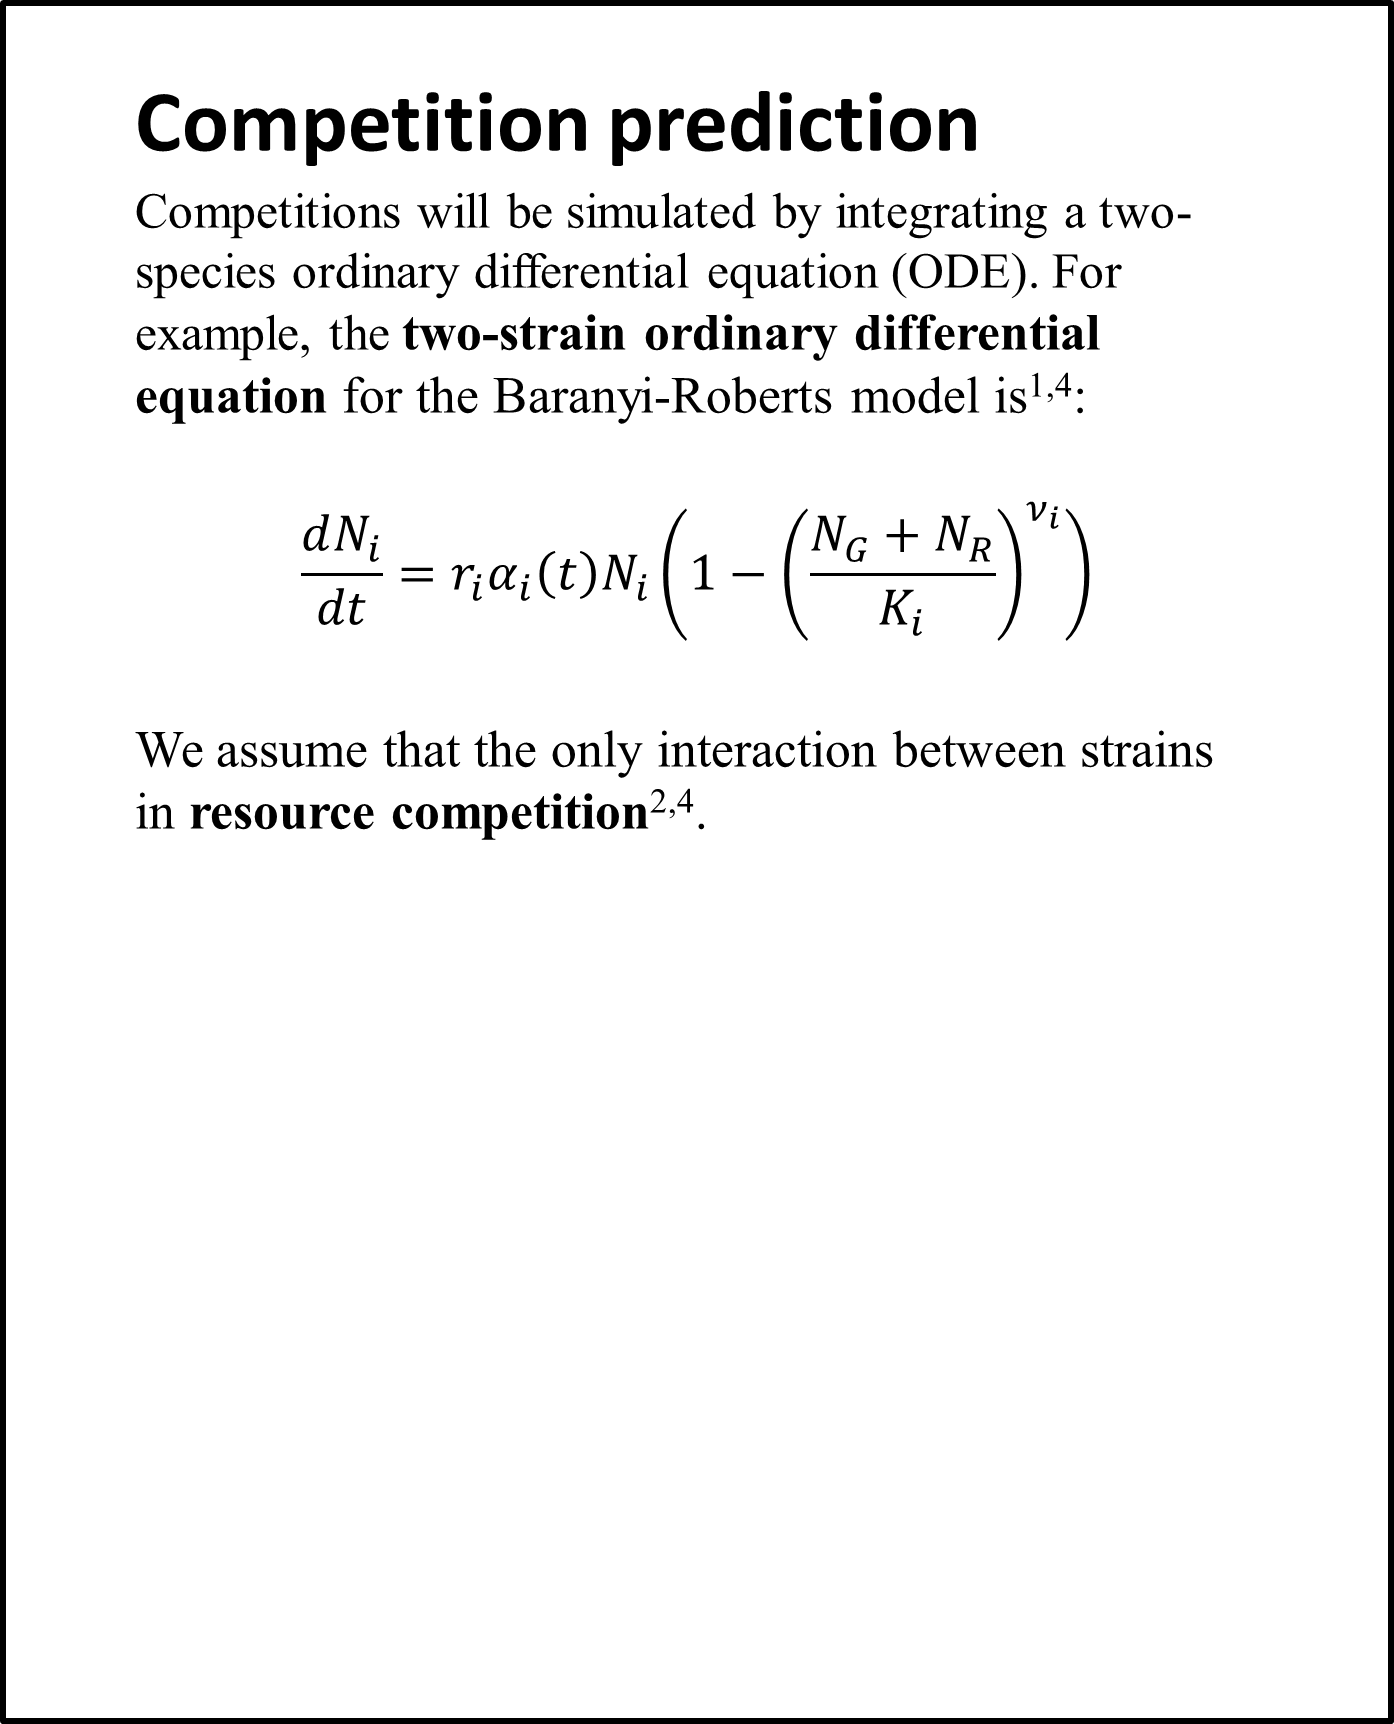 Competition prediction
Competitions will be simulated by integrating a two-
species ordinary differential equation (ODE). For
example, the two-strain ordinary differential
equation for the Baranyi-Roberts model is¹,⁴:
dNᵢ/dt = rᵢαᵢ(t)Nᵢ(1 − ((N_G + N_R)/Kᵢ)^νᵢ)
We assume that the only interaction between strains
in resource competition²,⁴.